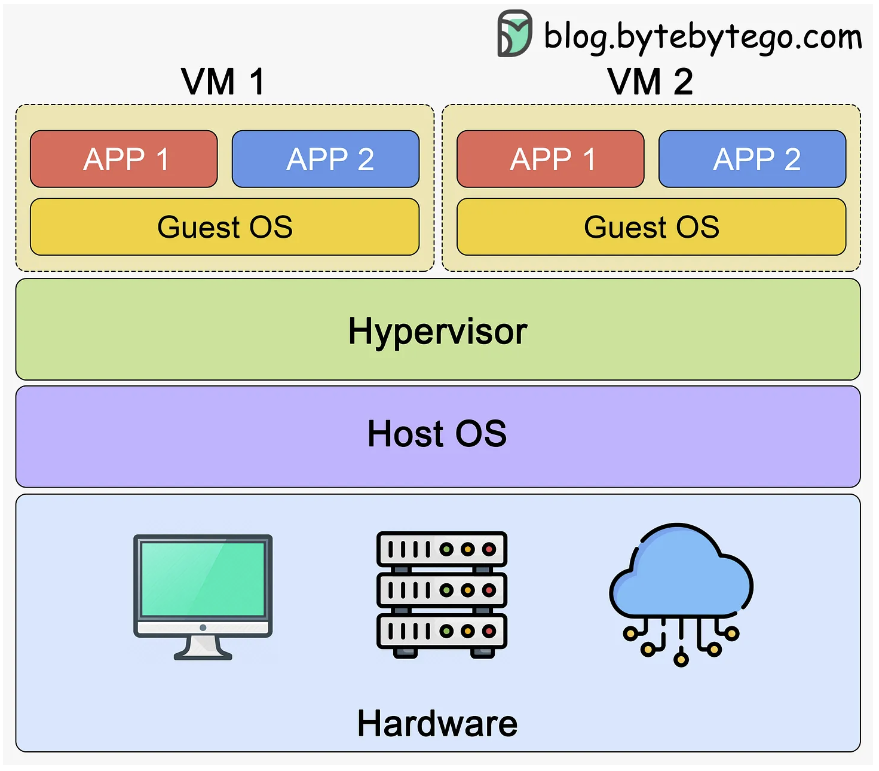 blog.bytebytego.com
VM 1
VM 2
APP 1
APP 2
APP 1
APP 2
Guest OS
Guest OS
Hypervisor
Host OS
Hardware